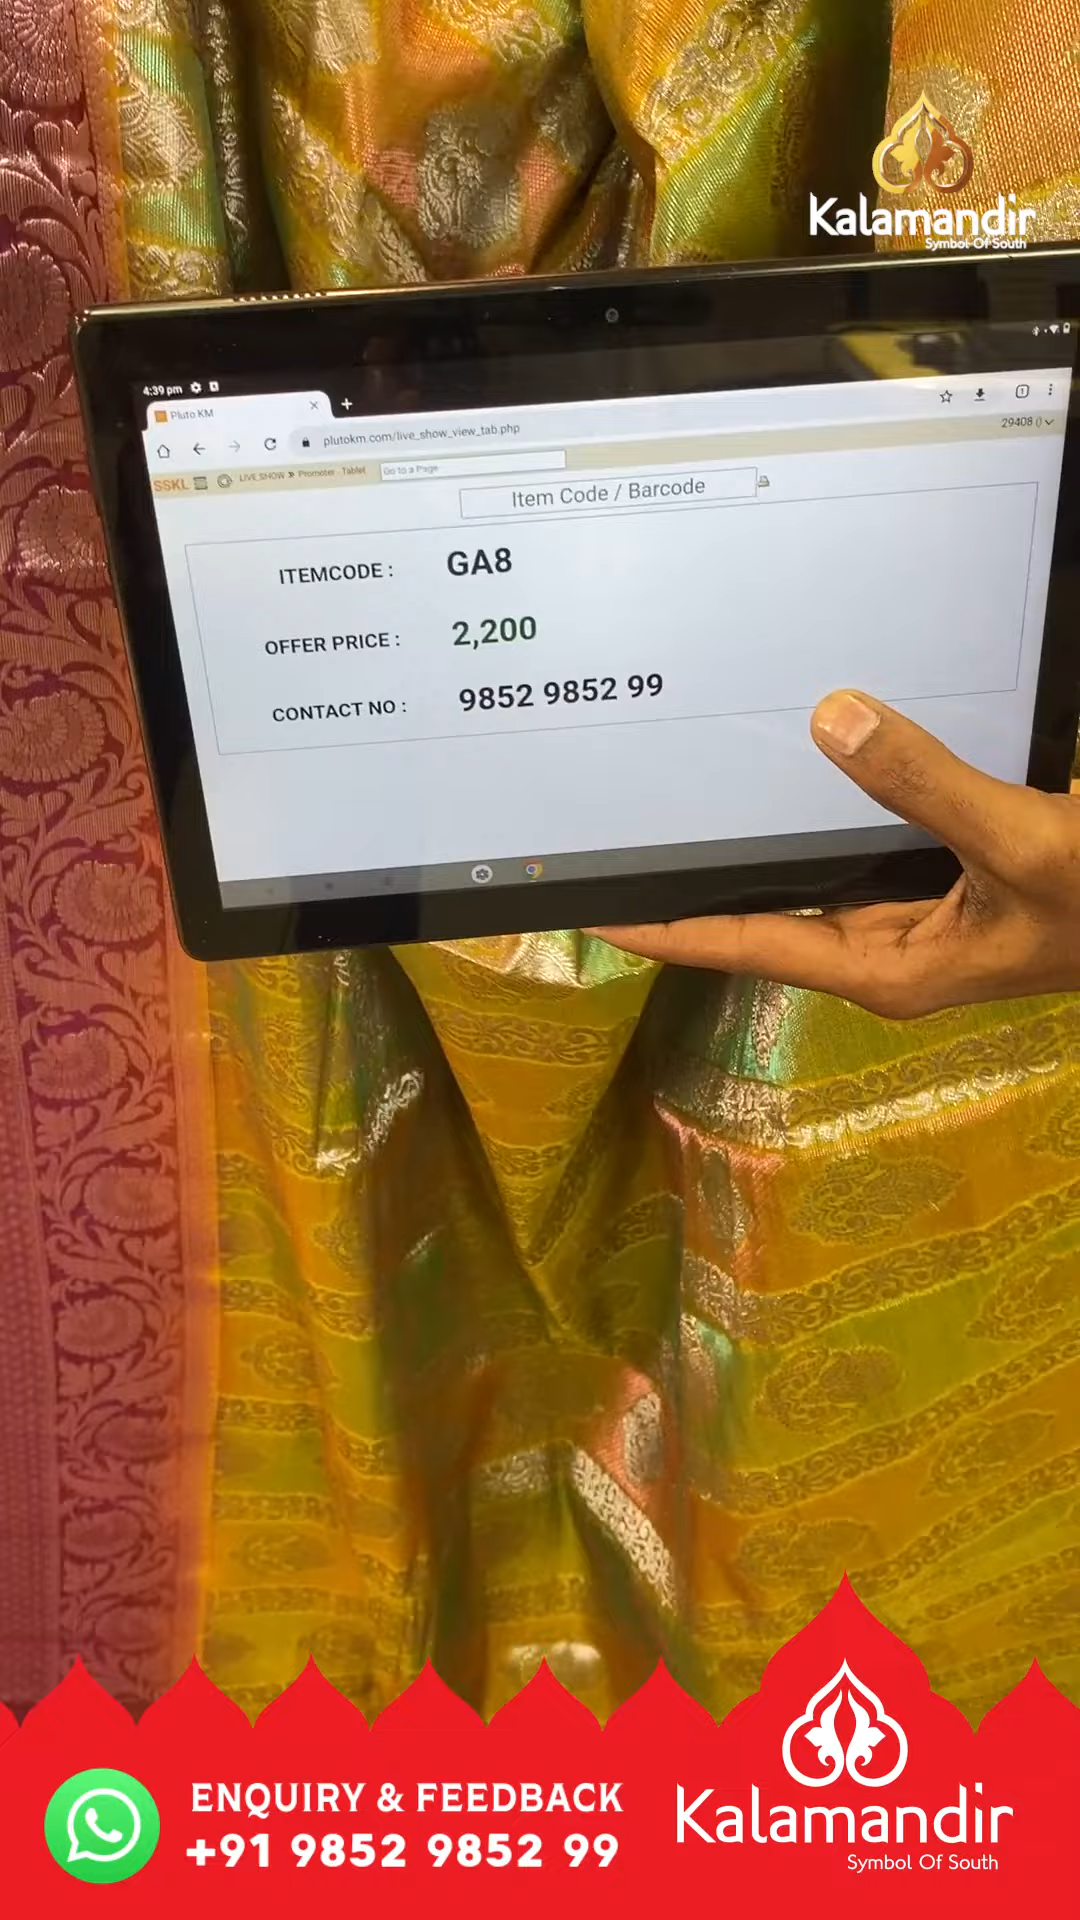 Kalamandir
Symbol Of South
4:39 pm
Pluto KM
plutokm.com/live_show_view_tab.php
29408 ()
SSKL
LIVE SHOW » Promoter - Tablet
Go to a Page
Item Code / Barcode
ITEMCODE : GA8
OFFER PRICE : 2,200
CONTACT NO : 9852 9852 99
ENQUIRY & FEEDBACK
+91 9852 9852 99
Kalamandir
Symbol Of South